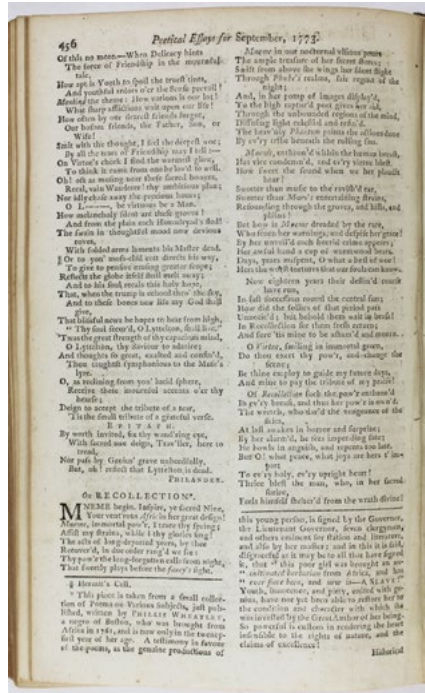 456
Poetical Essays for September, 1773.
Of this no more.—When Delicacy hints
The force of Friendship in the mournful
tale,
How apt is Youth to spoil the truest tints,
And youthful ardors o'er the Scene prevail!
the theme: How various is our lot!
What sharp afflictions wait upon our life!
How often by our dearest friends forgot,
Our bosom friends, the Father, Son, or
Wife!
Smit with the thought, I feel the deepest woe;
By all the ways of Friendship may I tell:—
On Virtue's cheek I find the warmest glow,
To think it owns from one he lov'd so well.
Oh! oft as musing near these sacred bowers,
Recal, vain Wanderer! thy ambitious plan;
Nor idly chase away the precious hours;
O L———, be virtuous be a Man.
How melancholy silent are these groves!
And from the plain each Hamadryad's fled!
The swain in thoughtful mood now devious
roves,
With folded arms laments his Master dead.
§ Or to yon' moss-clad cot directs his way,
To give to pensive musing greater scope;
Reflects the globe itself shall melt away;
And to his soul recals this holy hope,
That, when the trump is echoed thro' the sky,
And to these bones new life my God shall
give,
That blissful news he hopes to hear from high,
" Thy soul secur'd, O Lyttelton, shall live."
'Twas the great strength of thy capacious mind,
O Lyttelton, thy devious to admire;
And thoughts so great, exalted and confin'd,
Thou taughtst symphonious to the Muse's
lyre.
O, as reclining from yon' lucid sphere,
Receive these mournful accents o'er thy
hearse;
Deign to accept the tribute of a tear,
'Tis the small tribute of a grateful verse.
EPITAPH.
By worth invited, fix thy wand'ring eye,
With sacred awe deign, Trav'ller, here to
tread,
Nor pass by Genius' grave unheedfully,
But, oh! reflect that Lyttelton is dead.
PHILANDER.
On RECOLLECTION*.
MNEME begin. Inspire, ye sacred Nine,
Your vent'rous Afric in her great design!
Mneme, immortal pow'r, I trace thy spring;
Assist my strains, while I thy glories sing!
The acts of long-departed years, by thee
Recover'd, in due order rang'd we see:
Thy pow'r the long-forgotten calls from night,
That sweetly plays before the fancy's sight.
§ Hermit's Cell.
* This piece is taken from a small collec-
tion of Poems on Various Subjects, just pub-
lished, written by PHILLIS WHEATLEY,
a negro of Boston, who was brought from
Africa in 1761, and is now only in the twenty-
first year of her age. A testimony in favour
of the poems, as the genuine productions of
Mneme in our nocturnal visions pours
The ample treasure of her secret stores;
Swift from above she wings her silent flight
Through Phœbe's realms, fair regent of the
night;
And, in her pomp of images display'd,
To the high raptur'd poet gives her aid,
Through the unbounded regions of the mind,
Diffusing light celestial and refin'd.
The heav'nly Phantom paints the actions done
By ev'ry tribe beneath the rolling sun.
Mneme, enthron'd within the human breast,
Has vice condemn'd, and ev'ry virtue blest.
How sweet the sound when we her plaudit
hear!
Sweeter than music to the ravish'd ear,
Sweeter than Maro's entertaining strains,
Resounding through the groves, and hills, and
plains!
But how is Mneme dreaded by the race,
Who scorn her warnings, and despise her grace?
By her unveil'd each horrid crime appears;
Her awful hand a cup of wormwood bears.
Days, years mispent, O what a hell of woe!
Hers the worst tortures that our souls can know.
Now eighteen years their destin'd course
have run,
In fast succession round the central sun;
How did the follies of that period pass
Unnotic'd; but behold them writ in brass!
In Recollection see them fresh return;
And sure 'tis mine to be asham'd and mourn.
O Virtue, smiling in immortal green,
Do thou exert thy pow'r, and change the
scene;
Be thine employ to guide my future days,
And mine to pay the tribute of my praise!
Of Recollection such the pow'r enthron'd
In ev'ry breast, and thus her pow'r is own'd.
The wretch, who dar'd the vengeance of the
skies,
At last awakes in horror and surprise;
By her alarm'd, he sees impending fate;
He howls in anguish, and repents too late.
But O! what peace, what joys are hers t' im-
part
To ev'ry holy, ev'ry upright heart!
Thrice blest the man, who, in her sacred
shrine,
Feels himself shelter'd from the wrath divine!
this young person, is signed by the Governor,
the Lieutenant Governor, seven clergymen,
and others eminent for station and literature,
and also by her master; and in this it is said,
disgraceful as it may be to all that have signed
it, that " this poor girl was brought an un-
" cultivated barbarian from Africa, and has
" ever since been, and now is—A SLAVE!"
Youth, innocence, and piety, united with ge-
nius, have not yet been able to restore her to
the condition and character with which she
was invested by the Great Author of her being.
So powerful is custom in rendering the heart
insensible to the rights of nature, and the
claims of excellence!
Historical